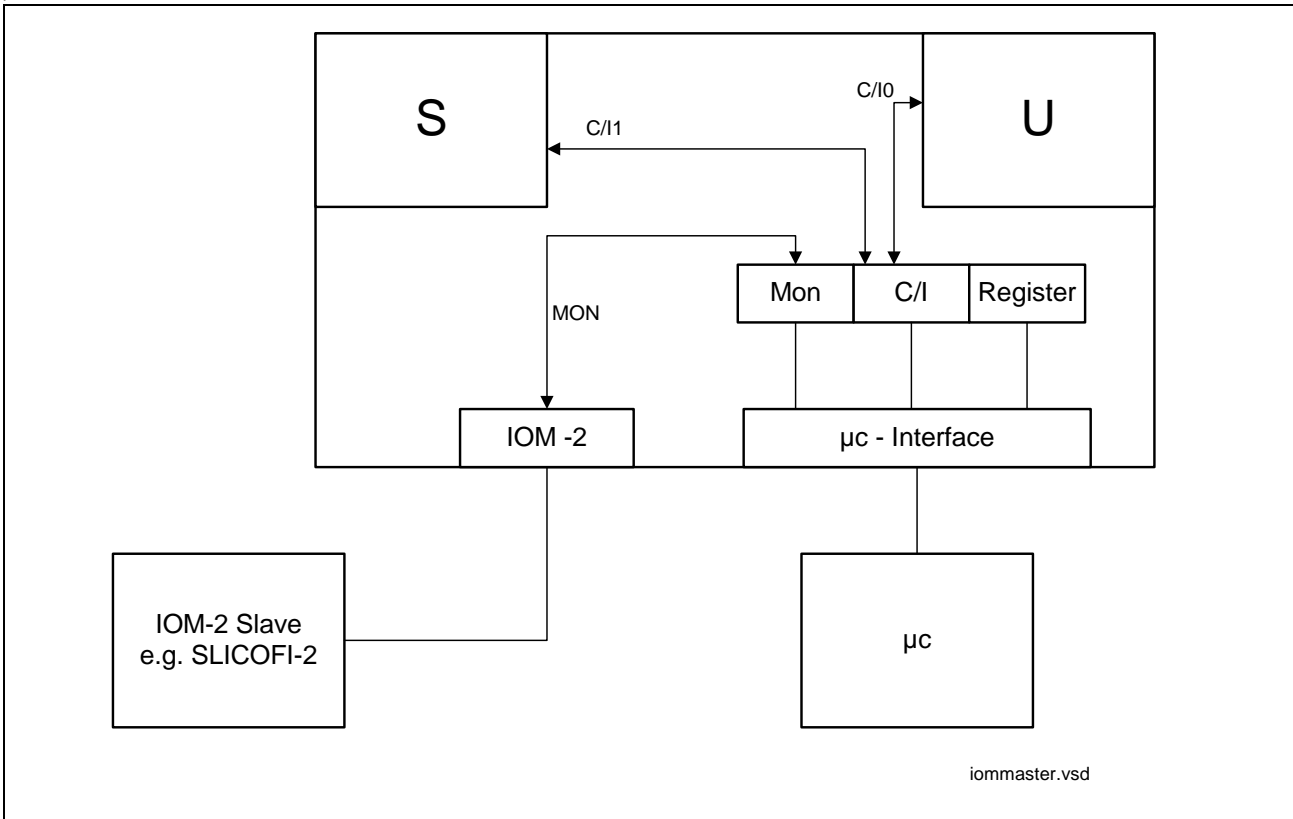 S
U
C/I0
C/I1
Mon
C/I
Register
MON
IOM -2
µc - Interface
IOM-2 Slave
e.g. SLICOFI-2
µc
iommaster.vsd